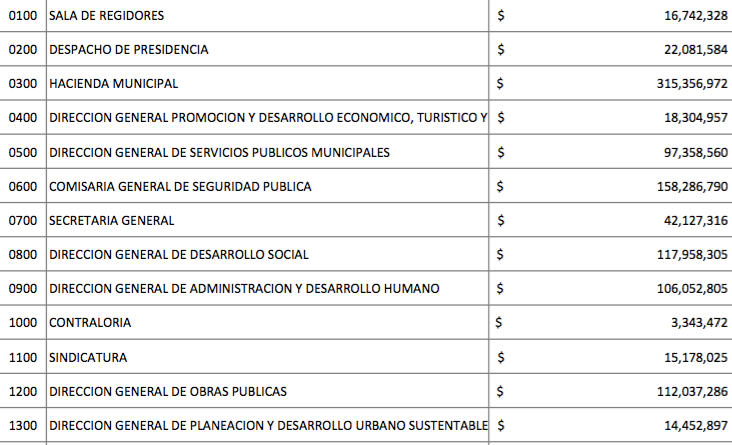 0100 SALA DE REGIDORES $ 16,742,328
0200 DESPACHO DE PRESIDENCIA $ 22,081,584
0300 HACIENDA MUNICIPAL $ 315,356,972
0400 DIRECCION GENERAL PROMOCION Y DESARROLLO ECONOMICO, TURISTICO Y $ 18,304,957
0500 DIRECCION GENERAL DE SERVICIOS PUBLICOS MUNICIPALES $ 97,358,560
0600 COMISARIA GENERAL DE SEGURIDAD PUBLICA $ 158,286,790
0700 SECRETARIA GENERAL $ 42,127,316
0800 DIRECCION GENERAL DE DESARROLLO SOCIAL $ 117,958,305
0900 DIRECCION GENERAL DE ADMINISTRACION Y DESARROLLO HUMANO $ 106,052,805
1000 CONTRALORIA $ 3,343,472
1100 SINDICATURA $ 15,178,025
1200 DIRECCION GENERAL DE OBRAS PUBLICAS $ 112,037,286
1300 DIRECCION GENERAL DE PLANEACION Y DESARROLLO URBANO SUSTENTABLE $ 14,452,897